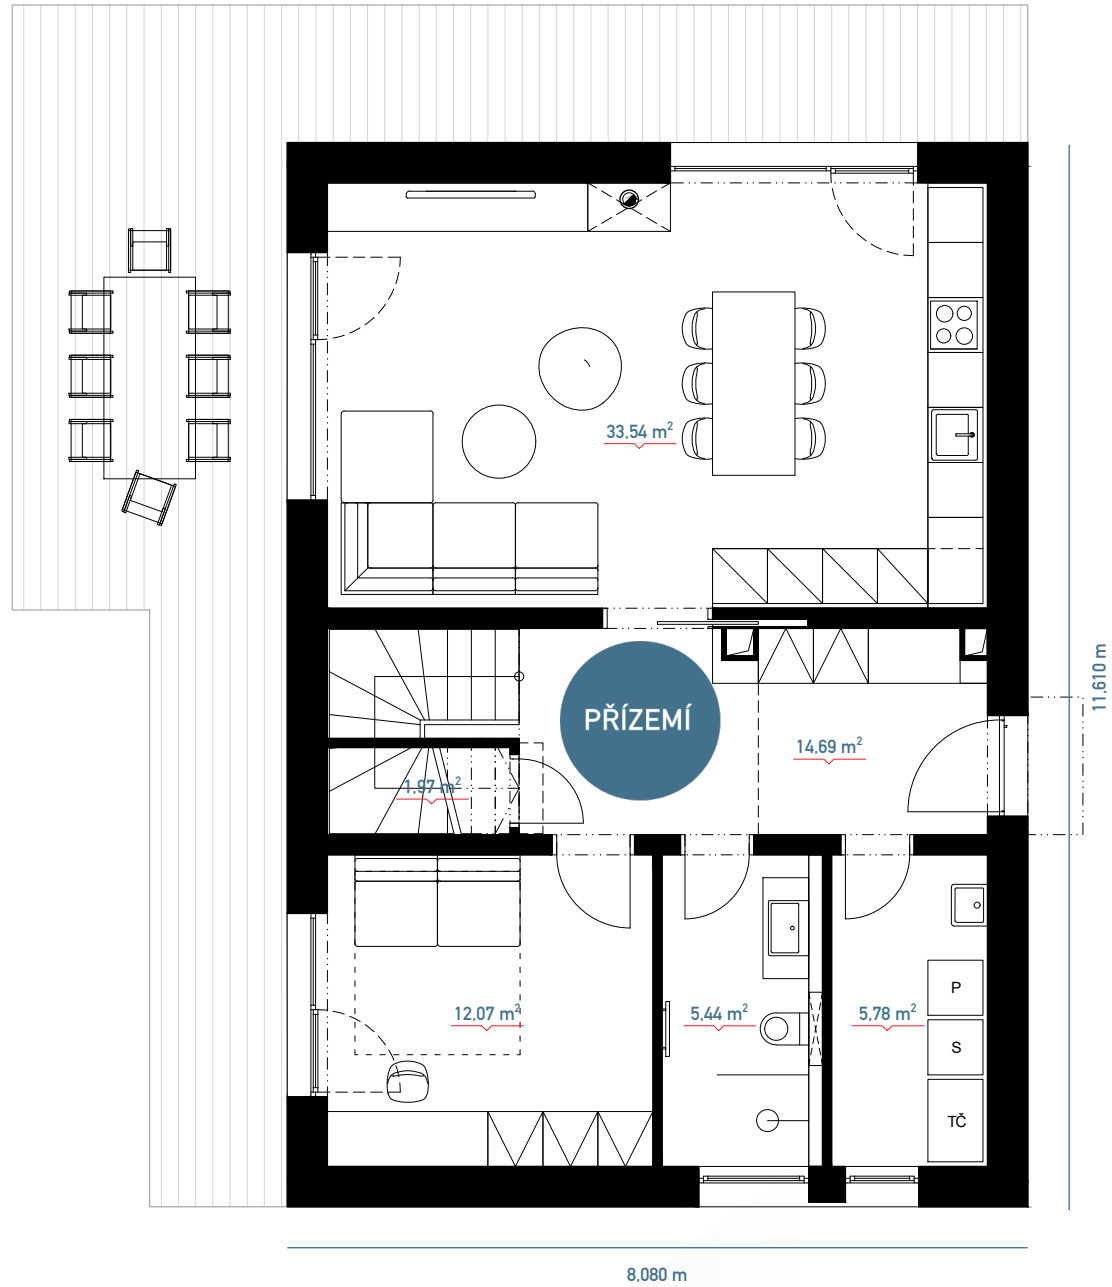 33,54 m²
11,610 m
PŘÍZEMÍ
14,69 m²
1,97 m²
12,07 m²
5,44 m²
5,78 m²
P
S
TČ
8,080 m